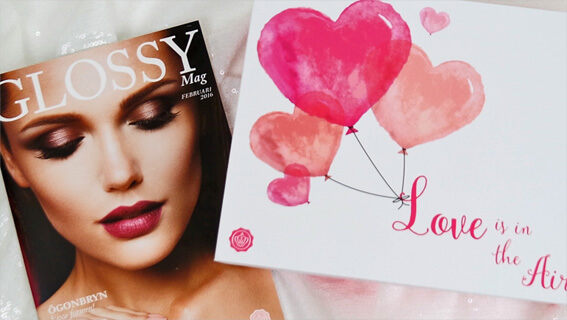 GLOSSY
Mag
FEBRUARI
2016
ÖGONBRYN
Love is in
the Air